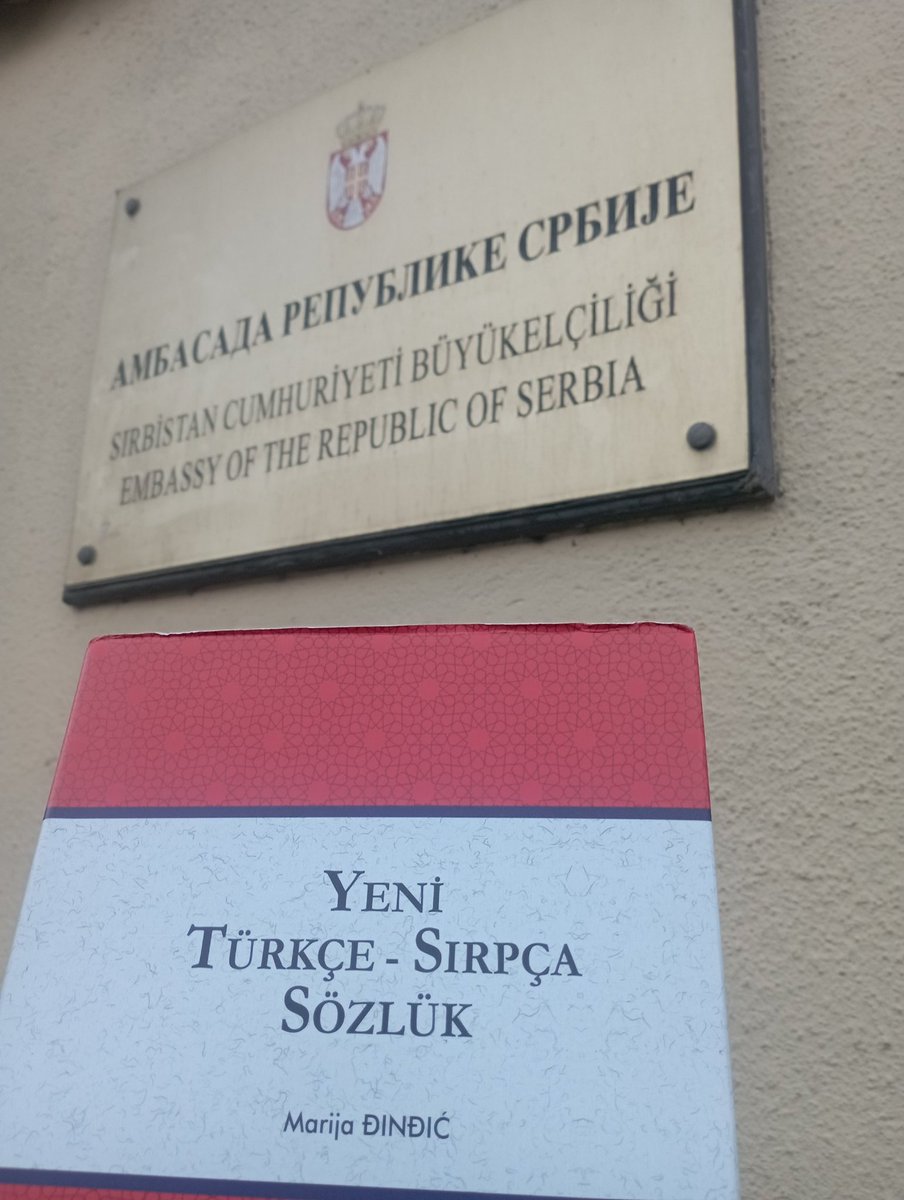 АМБАСАДА РЕПУБЛИКЕ СРБИЈЕ
SIRBİSTAN CUMHURİYETİ BÜYÜKELÇİLİĞİ
EMBASSY OF THE REPUBLIC OF SERBIA
YENİ
TÜRKÇE - SIRPÇA
SÖZLÜK
Marija ĐINĐIĆ